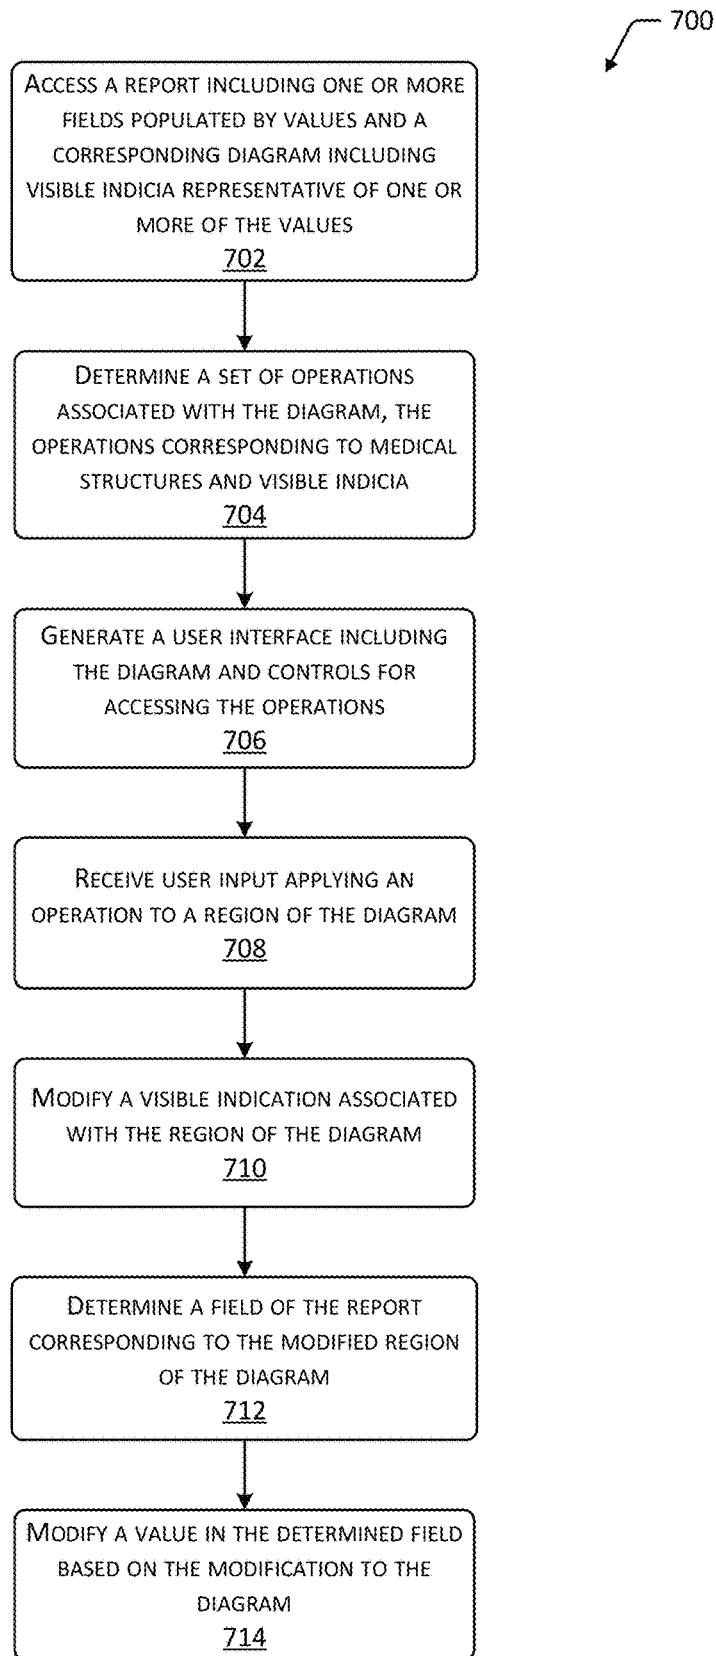 700
ACCESS A REPORT INCLUDING ONE OR MORE
FIELDS POPULATED BY VALUES AND A
CORRESPONDING DIAGRAM INCLUDING
VISIBLE INDICIA REPRESENTATIVE OF ONE OR
MORE OF THE VALUES
702
DETERMINE A SET OF OPERATIONS
ASSOCIATED WITH THE DIAGRAM, THE
OPERATIONS CORRESPONDING TO MEDICAL
STRUCTURES AND VISIBLE INDICIA
704
GENERATE A USER INTERFACE INCLUDING
THE DIAGRAM AND CONTROLS FOR
ACCESSING THE OPERATIONS
706
RECEIVE USER INPUT APPLYING AN
OPERATION TO A REGION OF THE DIAGRAM
708
MODIFY A VISIBLE INDICATION ASSOCIATED
WITH THE REGION OF THE DIAGRAM
710
DETERMINE A FIELD OF THE REPORT
CORRESPONDING TO THE MODIFIED REGION
OF THE DIAGRAM
712
MODIFY A VALUE IN THE DETERMINED FIELD
BASED ON THE MODIFICATION TO THE
DIAGRAM
714